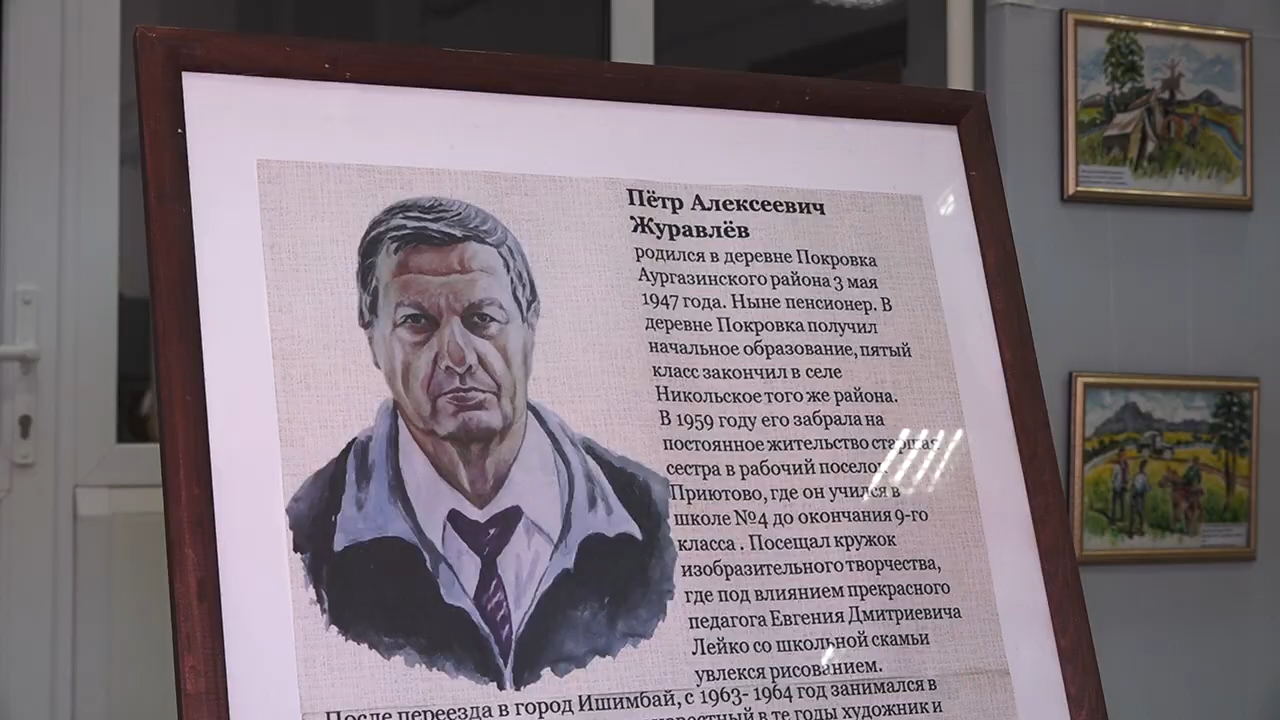 Пётр Алексеевич
Журавлёв
родился в деревне Покровка
Аургазинского района 3 мая
1947 года. Ныне пенсионер. В
деревне Покровка получил
начальное образование, пятый
класс закончил в селе
Никольское того же района.
В 1959 году его забрала на
постоянное жительство старшая
сестра в рабочий поселок
Приютово, где он учился в
школе №4 до окончания 9-го
класса . Посещал кружок
изобразительного творчества,
где под влиянием прекрасного
педагога Евгения Дмитриевича
Лейко со школьной скамьи
увлекся рисованием.
После переезда в город Ишимбай, с 1963- 1964 год занимался в
в те годы художник и